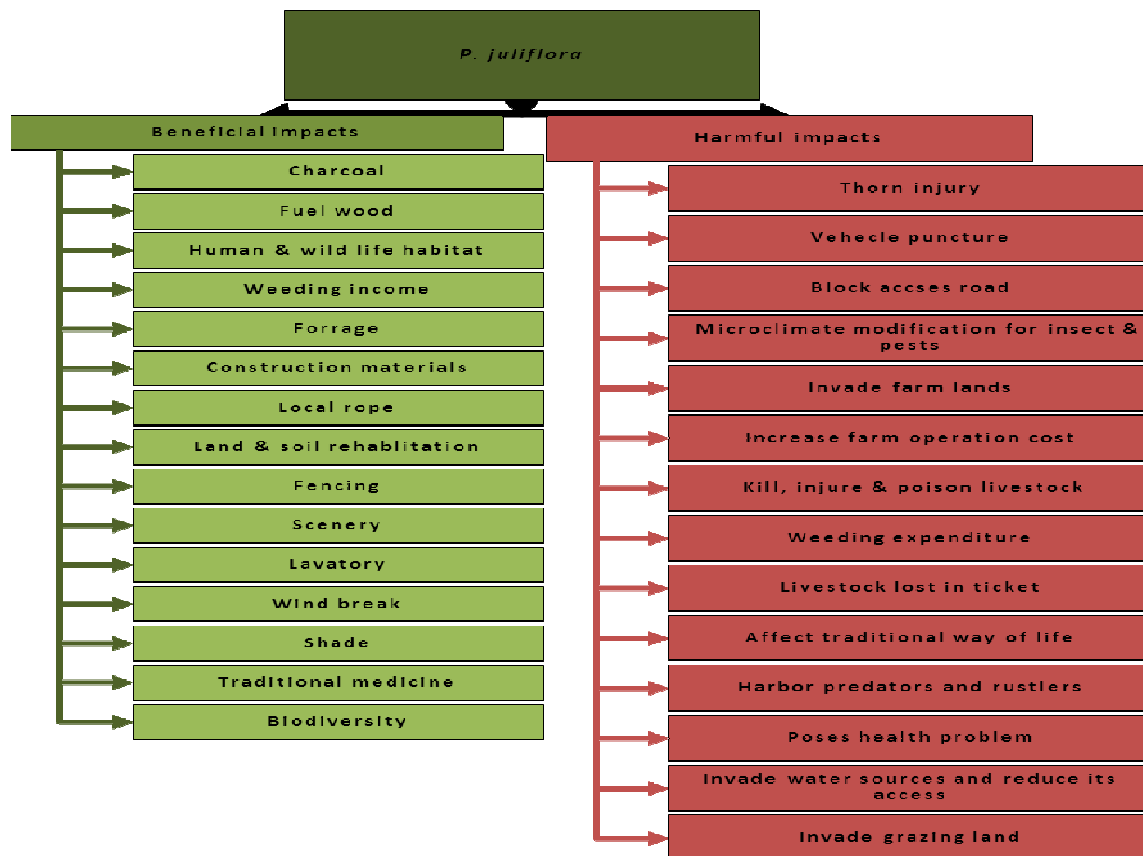 P. juliflora
Beneficial impacts
Charcoal
Fuel wood
Human & wild life habitat
Weeding income
Forrage
Construction materials
Local rope
Land & soil rehablitation
Fencing
Scenery
Lavatory
Wind break
Shade
Traditional medicine
Biodiversity
Harmful impacts
Thorn injury
Vehecle puncture
Block accses road
Microclimate modification for insect &
pests
Invade farm lands
Increase farm operation cost
Kill, injure & poison livestock
Weeding expenditure
Livestock lost in ticket
Affect traditional way of life
Harbor predators and rustlers
Poses health problem
Invade water sources and reduce its
access
Invade grazing land